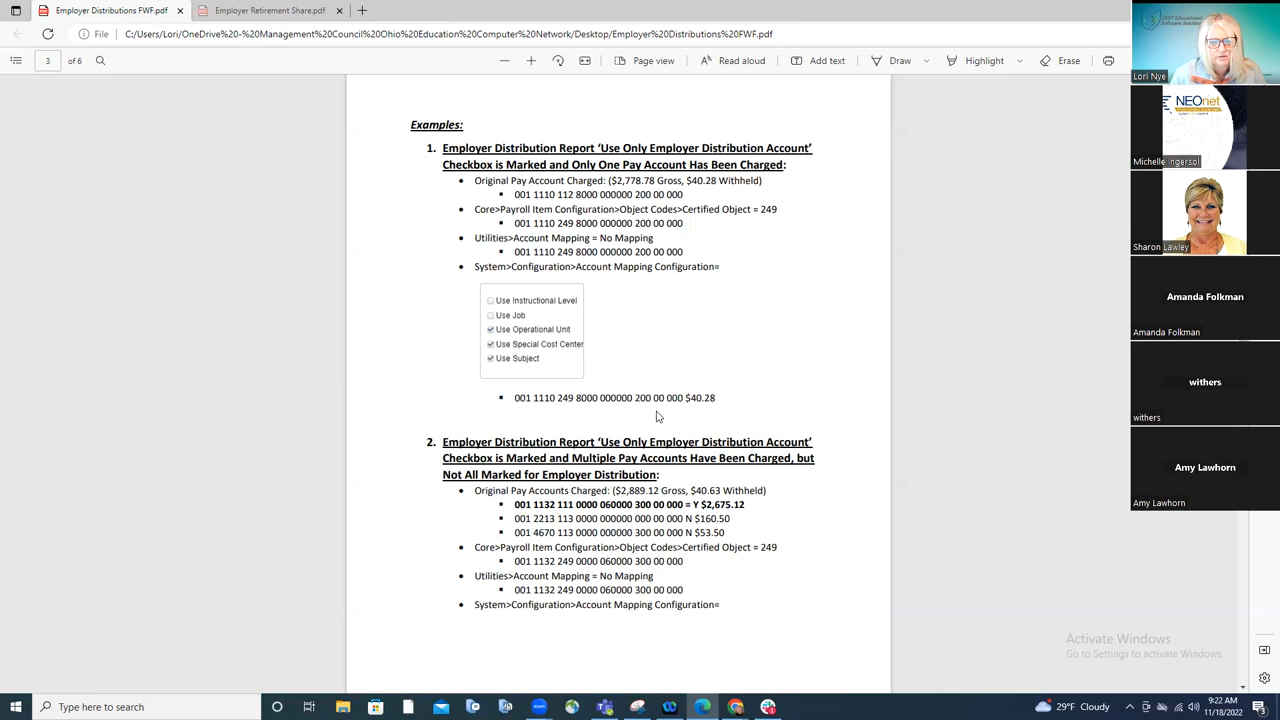 Employer Distributions FWF.pdf
Employer Retirement Share.pdf
File
C:/Users/Lori/OneDrive%20-%20Management%20Council%20Ohio%20Education%20Computer%20Network/Desktop/Employer%20Distributions%20FWF.pdf
3 of 6
Page view
Read aloud
Add text
Draw
Highlight
Erase
Examples:
1. Employer Distribution Report ‘Use Only Employer Distribution Account’
Checkbox is Marked and Only One Pay Account Has Been Charged:
• Original Pay Account Charged: ($2,778.78 Gross, $40.28 Withheld)
▪ 001 1110 112 8000 000000 200 00 000
• Core>Payroll Item Configuration>Object Codes>Certified Object = 249
▪ 001 1110 249 8000 000000 200 00 000
• Utilities>Account Mapping = No Mapping
▪ 001 1110 249 8000 000000 200 00 000
• System>Configuration>Account Mapping Configuration=
Use Instructional Level
Use Job
Use Operational Unit
Use Special Cost Center
Use Subject
▪ 001 1110 249 8000 000000 200 00 000 $40.28
2. Employer Distribution Report ‘Use Only Employer Distribution Account’
Checkbox is Marked and Multiple Pay Accounts Have Been Charged, but
Not All Marked for Employer Distribution:
• Original Pay Accounts Charged: ($2,889.12 Gross, $40.63 Withheld)
▪ 001 1132 111 0000 060000 300 00 000 = Y $2,675.12
▪ 001 2213 113 0000 000000 000 00 000 N $160.50
▪ 001 4670 113 0000 000000 300 00 000 N $53.50
• Core>Payroll Item Configuration>Object Codes>Certified Object = 249
▪ 001 1132 249 0000 060000 300 00 000
• Utilities>Account Mapping = No Mapping
▪ 001 1132 249 0000 060000 300 00 000
• System>Configuration>Account Mapping Configuration=
Educational
Software Solutions
Lori Nye
NEOnet
Michelle Ingersol
Sharon Lawley
Amanda Folkman
Amanda Folkman
withers
withers
Amy Lawhorn
Amy Lawhorn
Activate Windows
Go to Settings to activate Windows.
Type here to search
29°F Cloudy
9:22 AM
11/18/2022